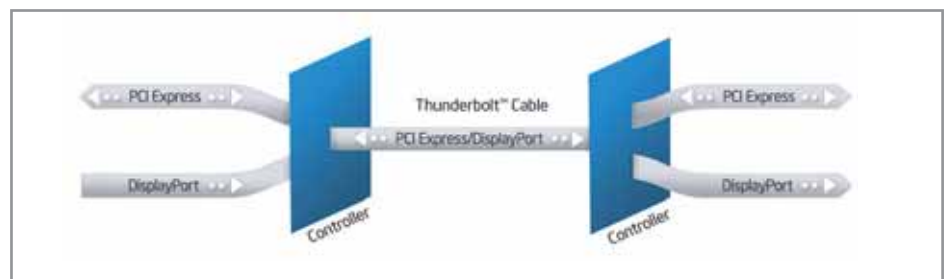 PCI Express
PCI Express
Thunderbolt™ Cable
PCI Express/DisplayPort
DisplayPort
DisplayPort
Controller
Controller